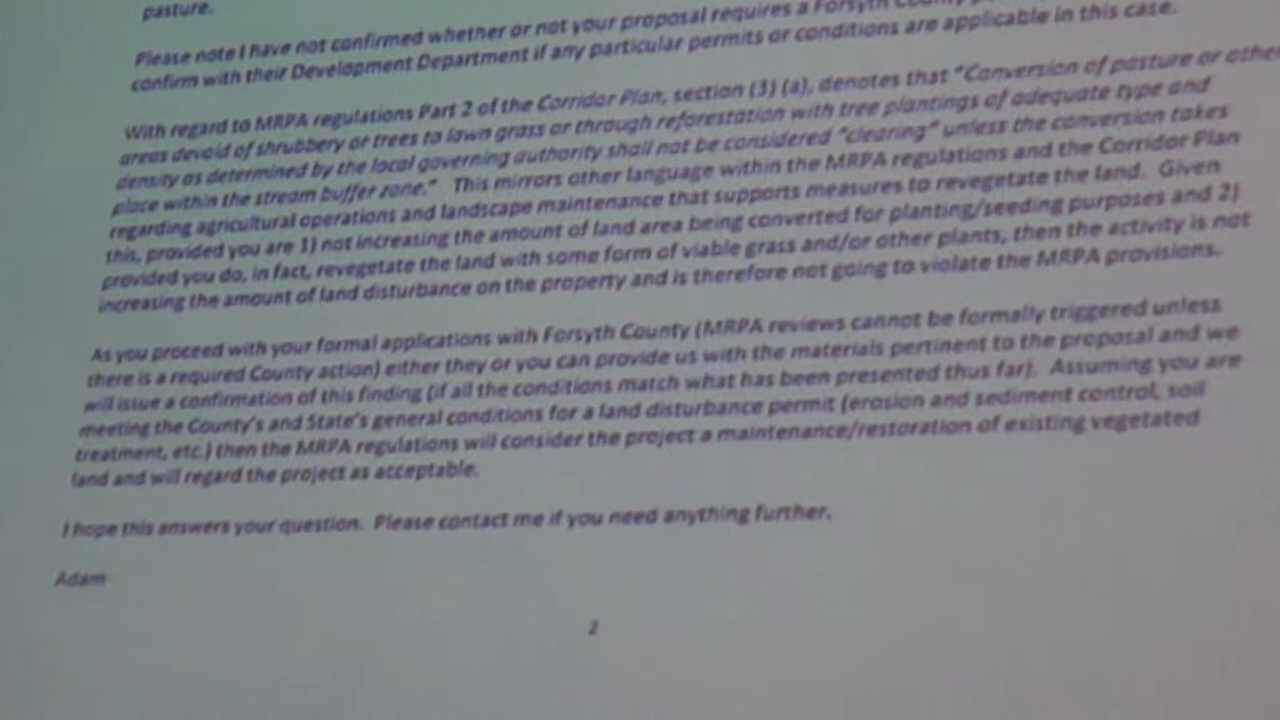 pasture.
Please note I have not confirmed whether or not your proposal requires a Forsyth County
confirm with their Development Department if any particular permits or conditions are applicable in this case.
With regard to MRPA regulations Part 2 of the Corridor Plan, section (3) (a), denotes that "Conversion of pasture or other
areas devoid of shrubbery or trees to lawn grass or through reforestation with tree plantings of adequate type and
density as determined by the local governing authority shall not be considered "clearing" unless the conversion takes
place within the stream buffer zone." This mirrors other language within the MRPA regulations and the Corridor Plan
regarding agricultural operations and landscape maintenance that supports measures to revegetate the land. Given
this, provided you are 1) not increasing the amount of land area being converted for planting/seeding purposes and 2)
provided you do, in fact, revegetate the land with some form of viable grass and/or other plants, then the activity is not
increasing the amount of land disturbance on the property and is therefore not going to violate the MRPA provisions.
As you proceed with your formal applications with Forsyth County (MRPA reviews cannot be formally triggered unless
there is a required County action) either they or you can provide us with the materials pertinent to the proposal and we
will issue a confirmation of this finding (if all the conditions match what has been presented thus far). Assuming you are
meeting the County's and State's general conditions for a land disturbance permit (erosion and sediment control, soil
treatment, etc.) then the MRPA regulations will consider the project a maintenance/restoration of existing vegetated
land and will regard the project as acceptable.
I hope this answers your question. Please contact me if you need anything further.
Adam
2